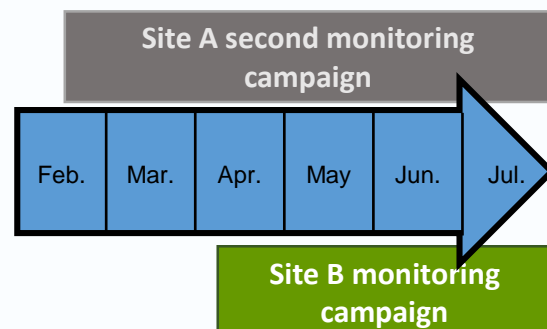 Site A second monitoring
campaign
Feb. Mar. Apr. May Jun. Jul.
Site B monitoring
campaign